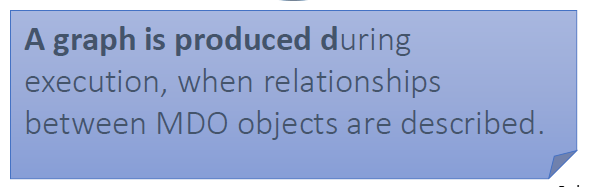 A graph is produced during
execution, when relationships
between MDO objects are described.